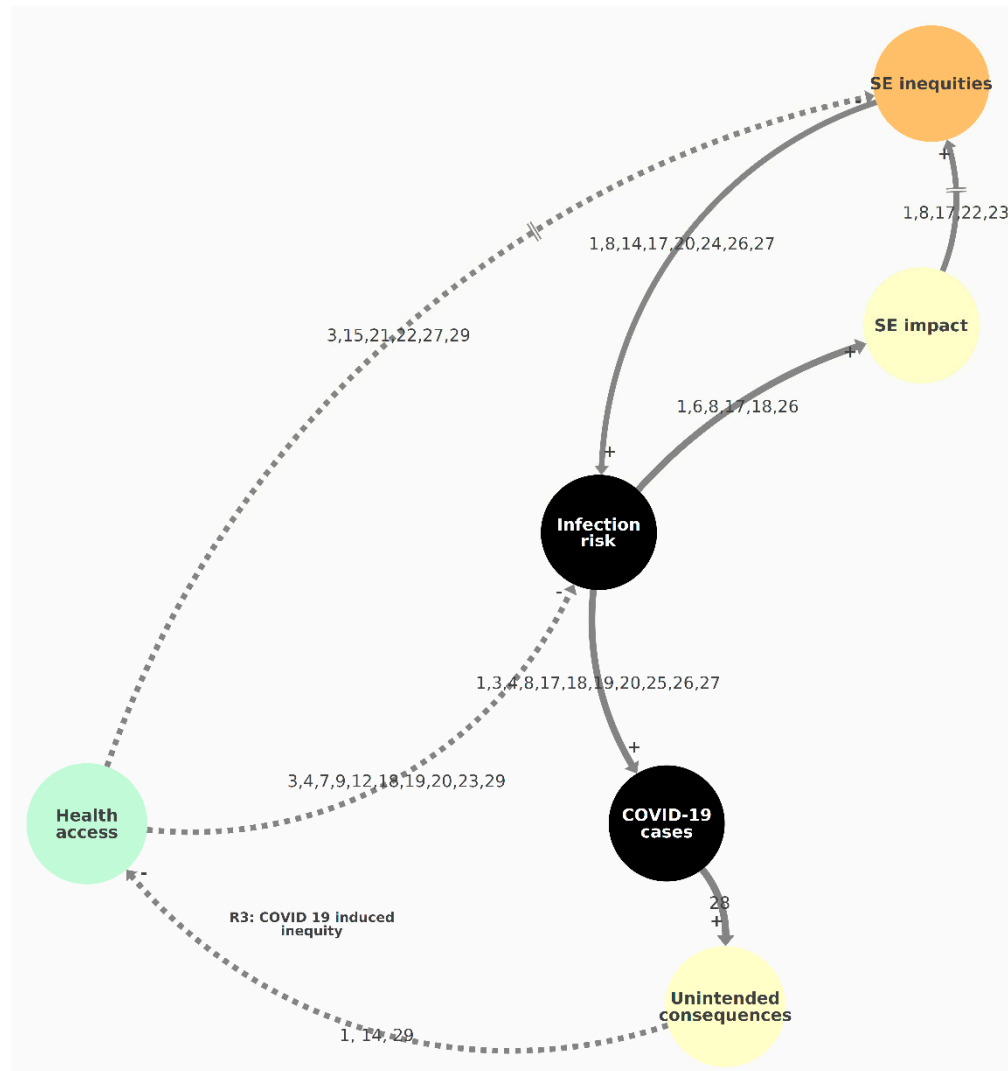 SE inequities
-
+
1,8,17,22,23
1,8,14,17,20,24,26,27
SE impact
3,15,21,22,27,29
+
1,6,8,17,18,26
+
Infection
risk
-
1,3,4,8,17,18,19,20,25,26,27
+
3,4,7,9,12,18,19,20,23,29
Health
access
COVID-19
cases
-
28
+
R3: COVID 19 induced
inequity
Unintended
consequences
1, 14, 29